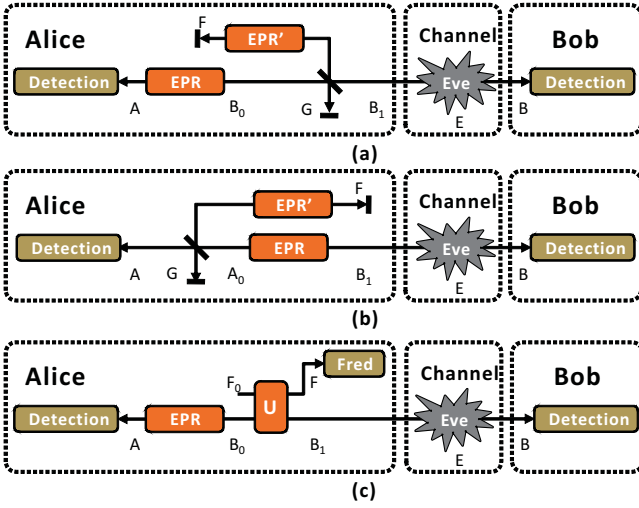 Alice
F
EPR'
Channel
Bob
Detection
EPR
Eve
Detection
A
B0
G
B1
E
B
(a)
Alice
EPR'
F
Channel
Bob
Detection
EPR
Eve
Detection
A
G
A0
B1
E
B
(b)
Alice
Fred
Channel
Bob
F0
F
Detection
EPR
U
Eve
Detection
A
B0
B1
E
B
(c)